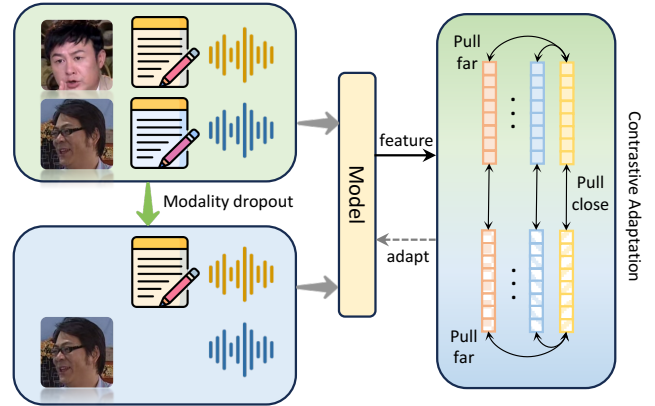 Pull
far
feature
Modality dropout
Model
Pull
close
adapt
Pull
far
Contrastive Adaptation